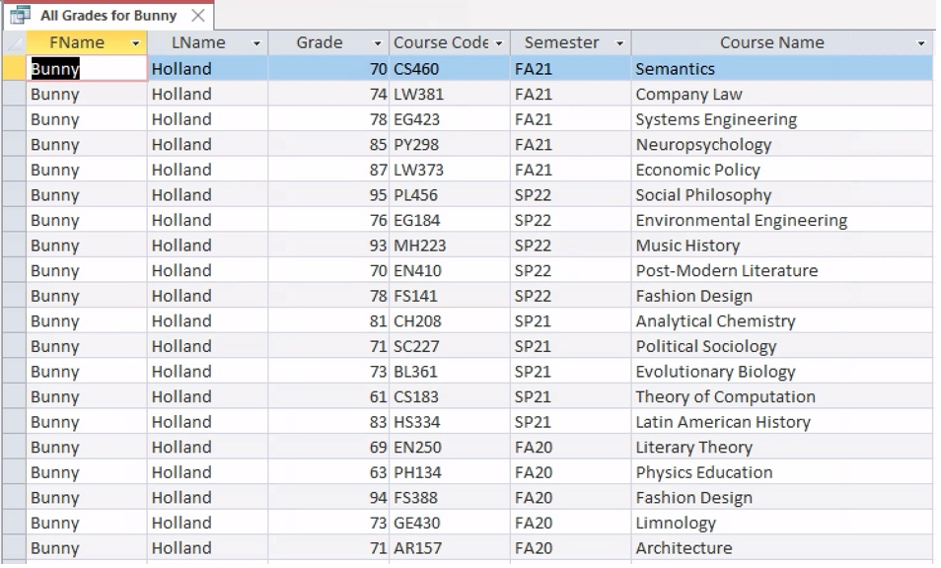 All Grades for Bunny
FName LName Grade Course Code Semester Course Name
Bunny Holland 70 CS460 FA21 Semantics
Bunny Holland 74 LW381 FA21 Company Law
Bunny Holland 78 EG423 FA21 Systems Engineering
Bunny Holland 85 PY298 FA21 Neuropsychology
Bunny Holland 87 LW373 FA21 Economic Policy
Bunny Holland 95 PL456 SP22 Social Philosophy
Bunny Holland 76 EG184 SP22 Environmental Engineering
Bunny Holland 93 MH223 SP22 Music History
Bunny Holland 70 EN410 SP22 Post-Modern Literature
Bunny Holland 78 FS141 SP22 Fashion Design
Bunny Holland 81 CH208 SP21 Analytical Chemistry
Bunny Holland 71 SC227 SP21 Political Sociology
Bunny Holland 73 BL361 SP21 Evolutionary Biology
Bunny Holland 61 CS183 SP21 Theory of Computation
Bunny Holland 83 HS334 SP21 Latin American History
Bunny Holland 69 EN250 FA20 Literary Theory
Bunny Holland 63 PH134 FA20 Physics Education
Bunny Holland 94 FS388 FA20 Fashion Design
Bunny Holland 73 GE430 FA20 Limnology
Bunny Holland 71 AR157 FA20 Architecture